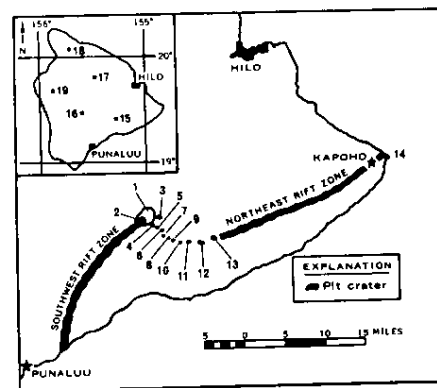 156°
155°
N
20°
18
17
HILO
19
16
15
PUNALUU
19°
HILO
KAPOHO
14
NORTHEAST RIFT ZONE
1
3
2
5
7
9
4
6
8
10
11
12
13
SOUTHWEST RIFT ZONE
EXPLANATION
Pit crater
5 0 5 10 15 MILES
PUNALUU